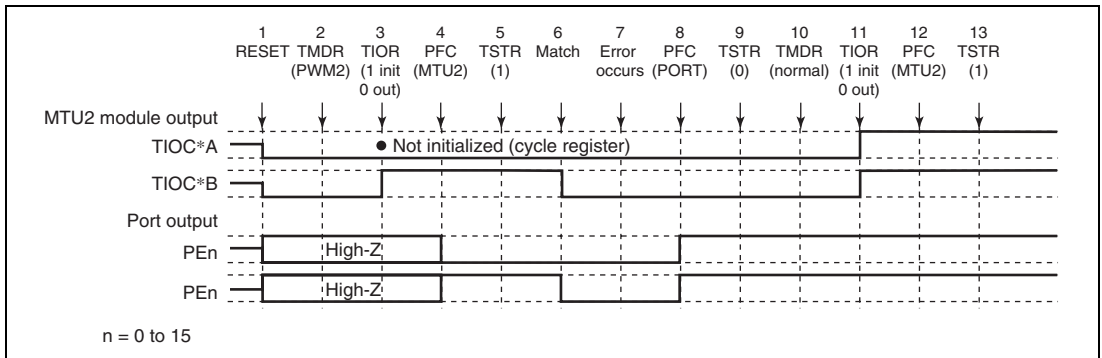 1 2 3 4 5 6 7 8 9 10 11 12 13
RESET TMDR TIOR PFC TSTR Match Error PFC TSTR TMDR TIOR PFC TSTR
(PWM2) (1 init (MTU2) (1) occurs (PORT) (0) (normal) (1 init (MTU2) (1)
0 out) 0 out)
MTU2 module output
TIOC*A
● Not initialized (cycle register)
TIOC*B
Port output
PEn
High-Z
PEn
High-Z
n = 0 to 15